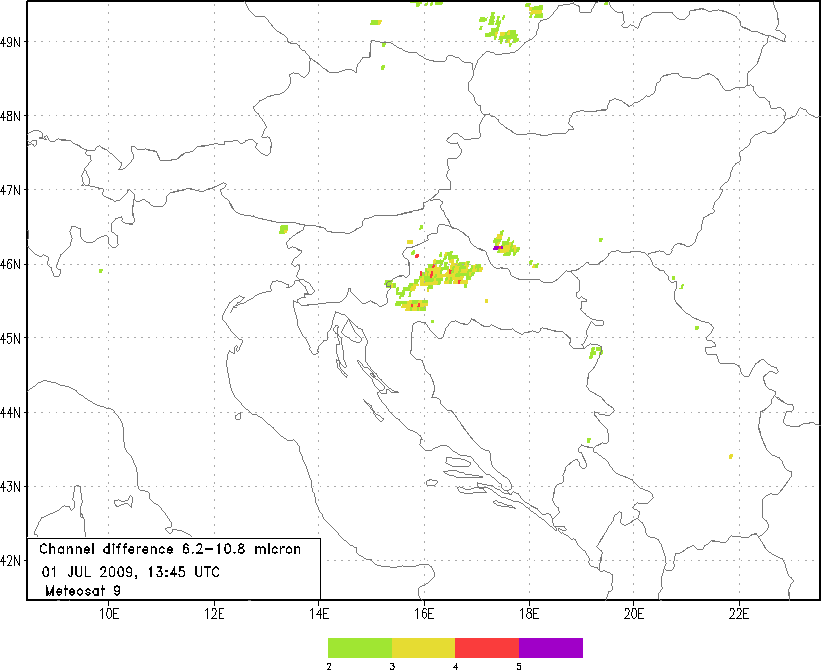 49N
48N
47N
46N
45N
44N
43N
42N
Channel difference 6.2-10.8 micron
01 JUL 2009, 13:45 UTC
Meteosat 9
10E 12E 14E 16E 18E 20E 22E
2 3 4 5